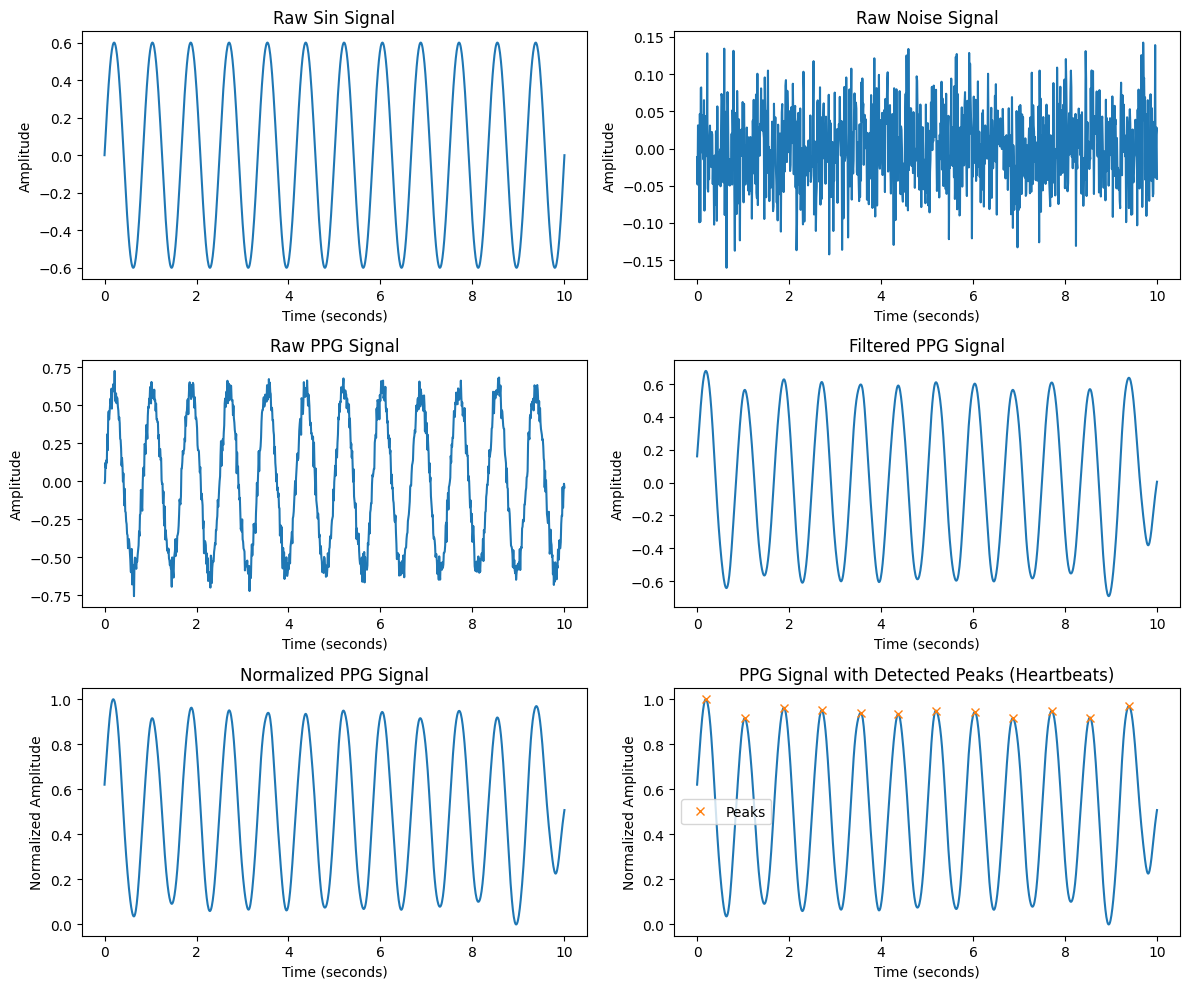 Raw Sin Signal
Amplitude
0.6
0.4
0.2
0.0
−0.2
−0.4
−0.6
0 2 4 6 8 10
Time (seconds)
Raw Noise Signal
Amplitude
0.15
0.10
0.05
0.00
−0.05
−0.10
−0.15
0 2 4 6 8 10
Time (seconds)
Raw PPG Signal
Amplitude
0.75
0.50
0.25
0.00
−0.25
−0.50
−0.75
0 2 4 6 8 10
Time (seconds)
Filtered PPG Signal
Amplitude
0.6
0.4
0.2
0.0
−0.2
−0.4
−0.6
0 2 4 6 8 10
Time (seconds)
Normalized PPG Signal
Normalized Amplitude
1.0
0.8
0.6
0.4
0.2
0.0
0 2 4 6 8 10
Time (seconds)
PPG Signal with Detected Peaks (Heartbeats)
Normalized Amplitude
1.0
0.8
0.6
0.4
0.2
0.0
Peaks
0 2 4 6 8 10
Time (seconds)